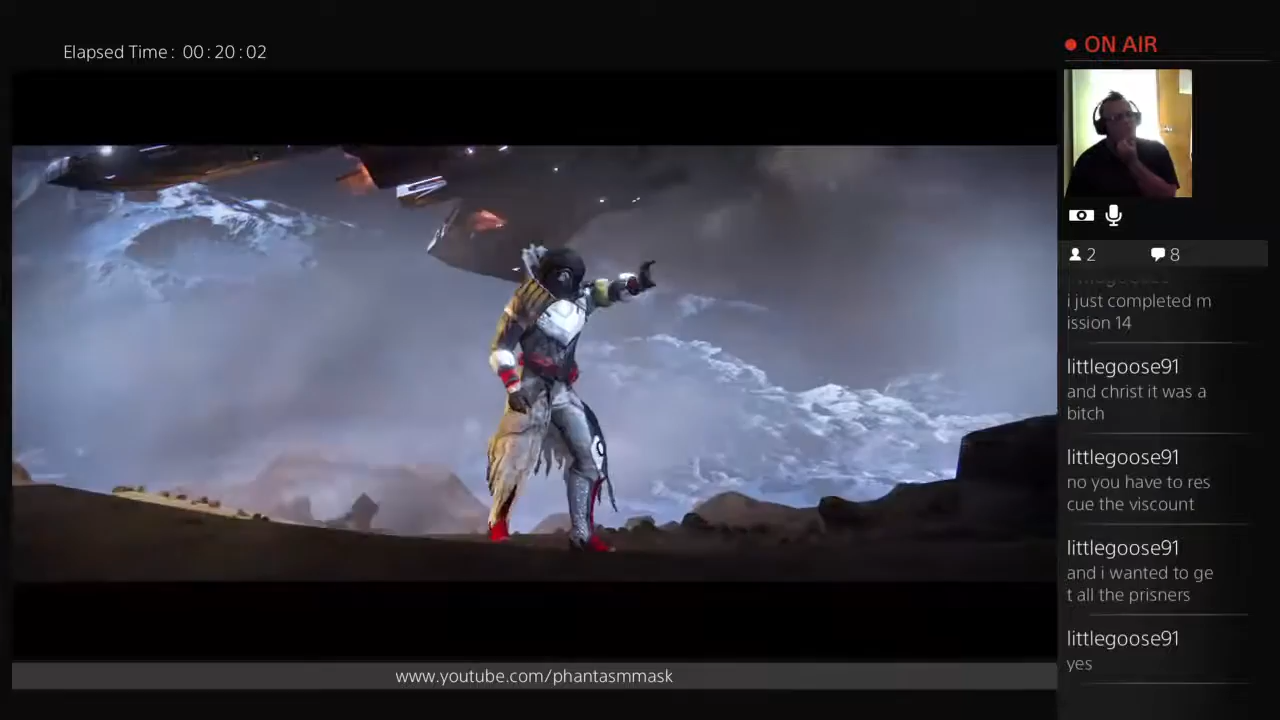 Elapsed Time: 00:20:02
ON AIR
2
8
i just completed m
ission 14
littlegoose91
and christ it was a
bitch
littlegoose91
no you have to res
cue the viscount
littlegoose91
and i wanted to ge
t all the prisners
littlegoose91
yes
www.youtube.com/phantasmmask